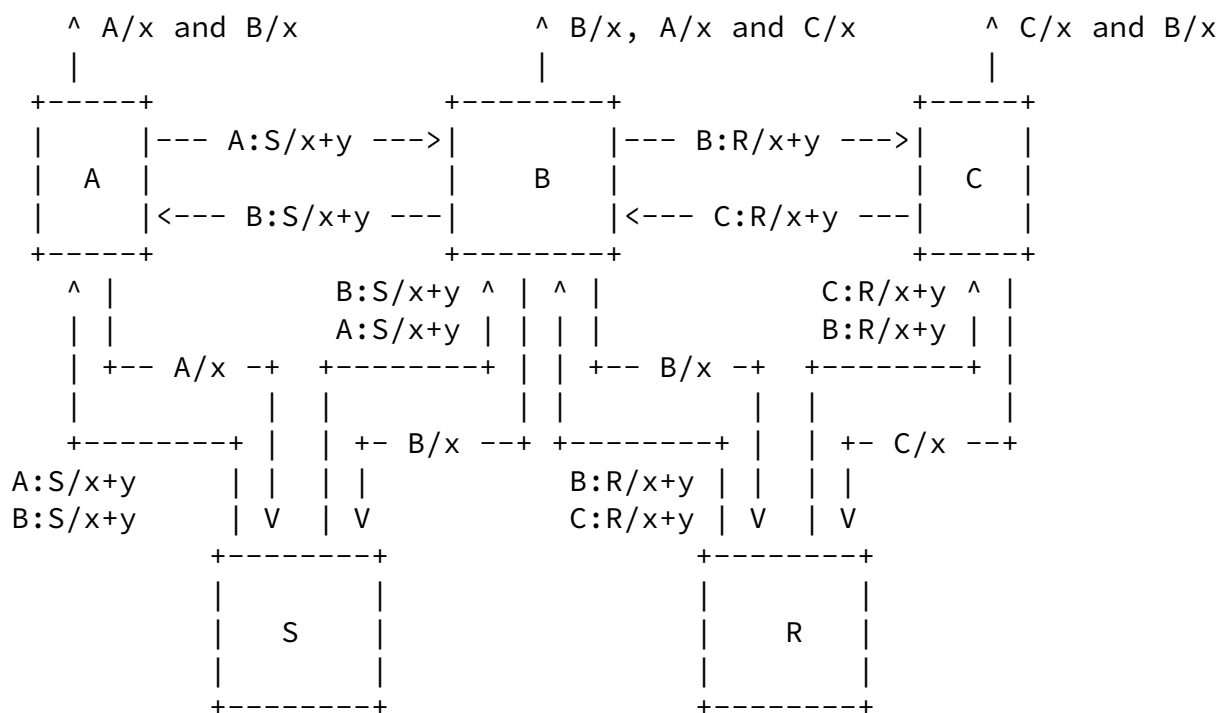 ^ A/x and B/x ^ B/x, A/x and C/x ^ C/x and B/x
| | |
+-----+ +--------+ +-----+
| |--- A:S/x+y --->| |--- B:R/x+y --->| |
| A | | B | | C |
| |<--- B:S/x+y ---| |<--- C:R/x+y ---| |
+-----+ +--------+ +-----+
^ | B:S/x+y ^ | ^ | C:R/x+y ^ |
| | A:S/x+y | | | | B:R/x+y | |
| +-- A/x -+ +--------+ | | +-- B/x -+ +--------+ |
| | | | | | | |
+--------+ | | +- B/x --+ +--------+ | | +- C/x --+
A:S/x+y | | | | B:R/x+y | | | |
B:S/x+y | V | V C:R/x+y | V | V
+--------+ +--------+
| | | |
| S | | R |
| | | |
+--------+ +--------+